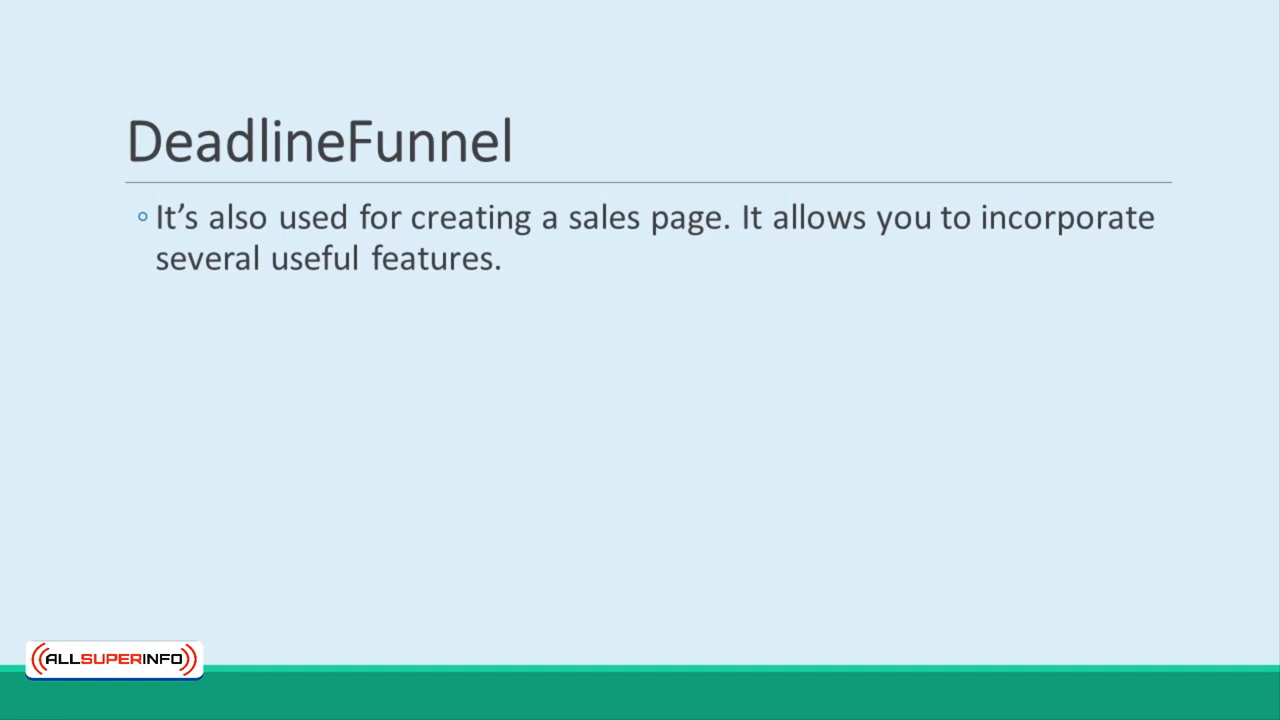 DeadlineFunnel
◦ It’s also used for creating a sales page. It allows you to incorporate
several useful features.
((ALLSUPERINFO))